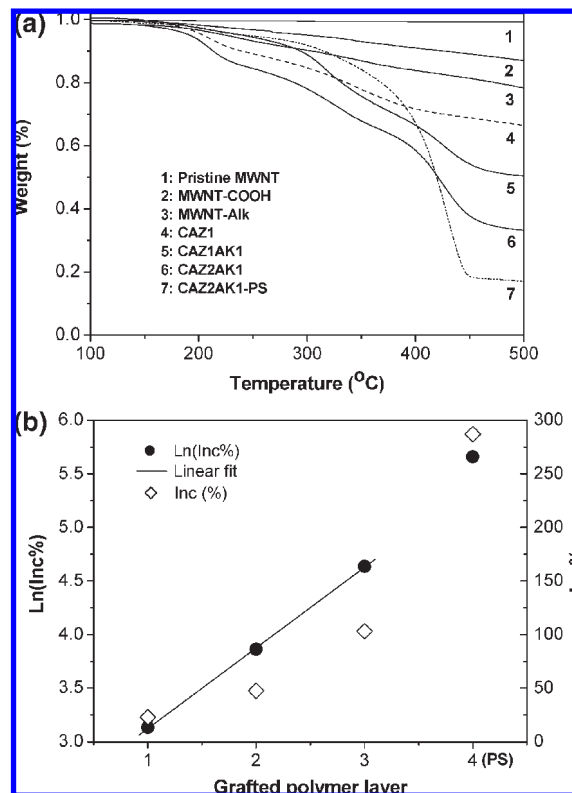 (a)
1.0
0.8
0.6
0.4
0.2
0.0
Weight (%)
1: Pristine MWNT
2: MWNT-COOH
3: MWNT-Alk
4: CAZ1
5: CAZ1AK1
6: CAZ2AK1
7: CAZ2AK1-PS
1
2
3
4
5
6
7
100 200 300 400 500
Temperature (OC)
(b)
6.0
5.5
5.0
4.5
4.0
3.5
3.0
Ln(Inc%)
Ln(Inc%)
Linear fit
Inc (%)
300
250
200
150
100
50
0
1 2 3 4 (PS)
Grafted polymer layer